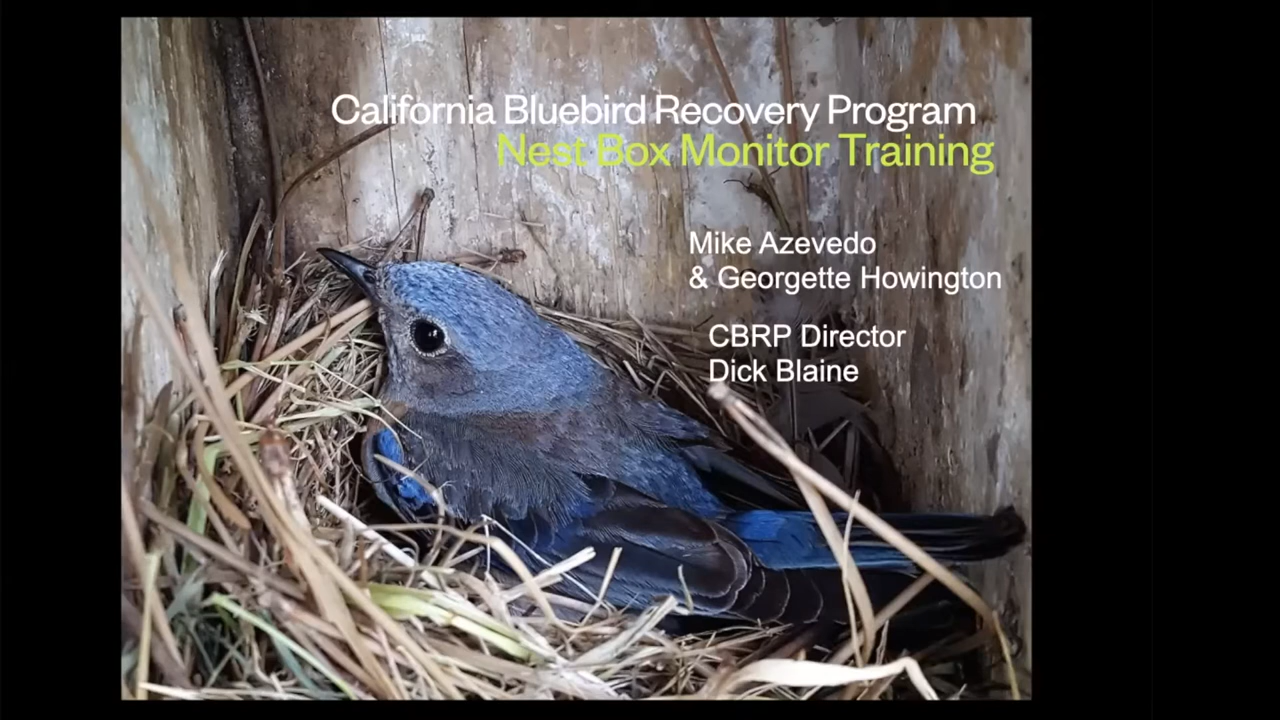 California Bluebird Recovery Program
Nest Box Monitor Training
Mike Azevedo
& Georgette Howington
CBRP Director
Dick Blaine